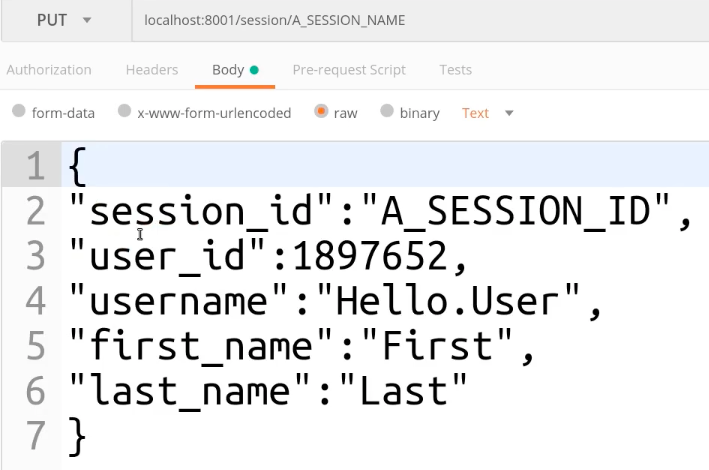 PUT localhost:8001/session/A_SESSION_NAME
Authorization Headers Body Pre-request Script Tests
form-data x-www-form-urlencoded raw binary Text
1 {
2 "session_id":"A_SESSION_ID",
3 "user_id":1897652,
4 "username":"Hello.User",
5 "first_name":"First",
6 "last_name":"Last"
7 }